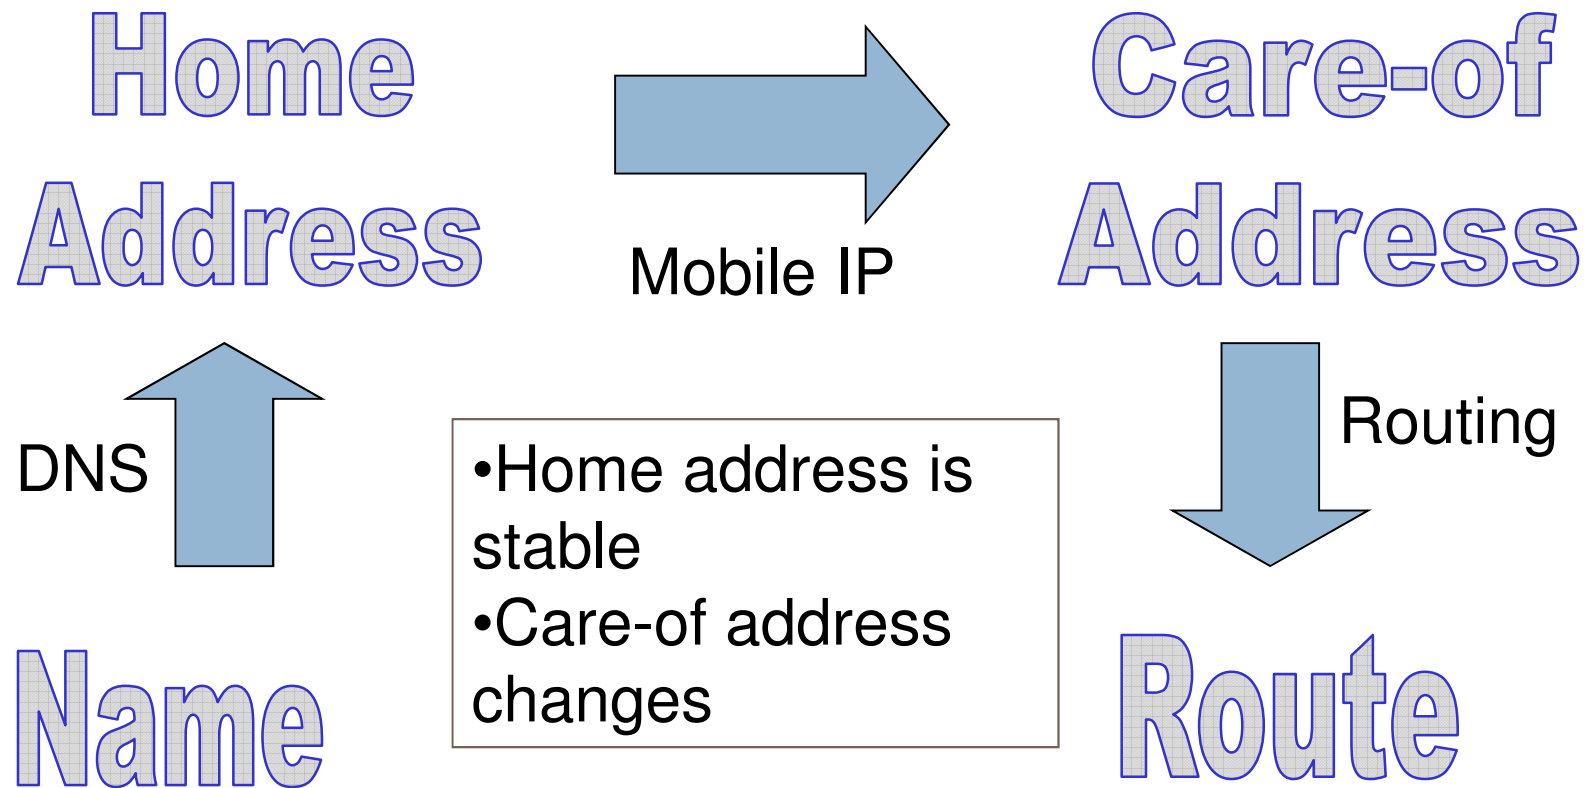 Home
Address
Mobile IP
Care-of
Address
DNS
•Home address is
stable
•Care-of address
changes
Routing
Name
Route